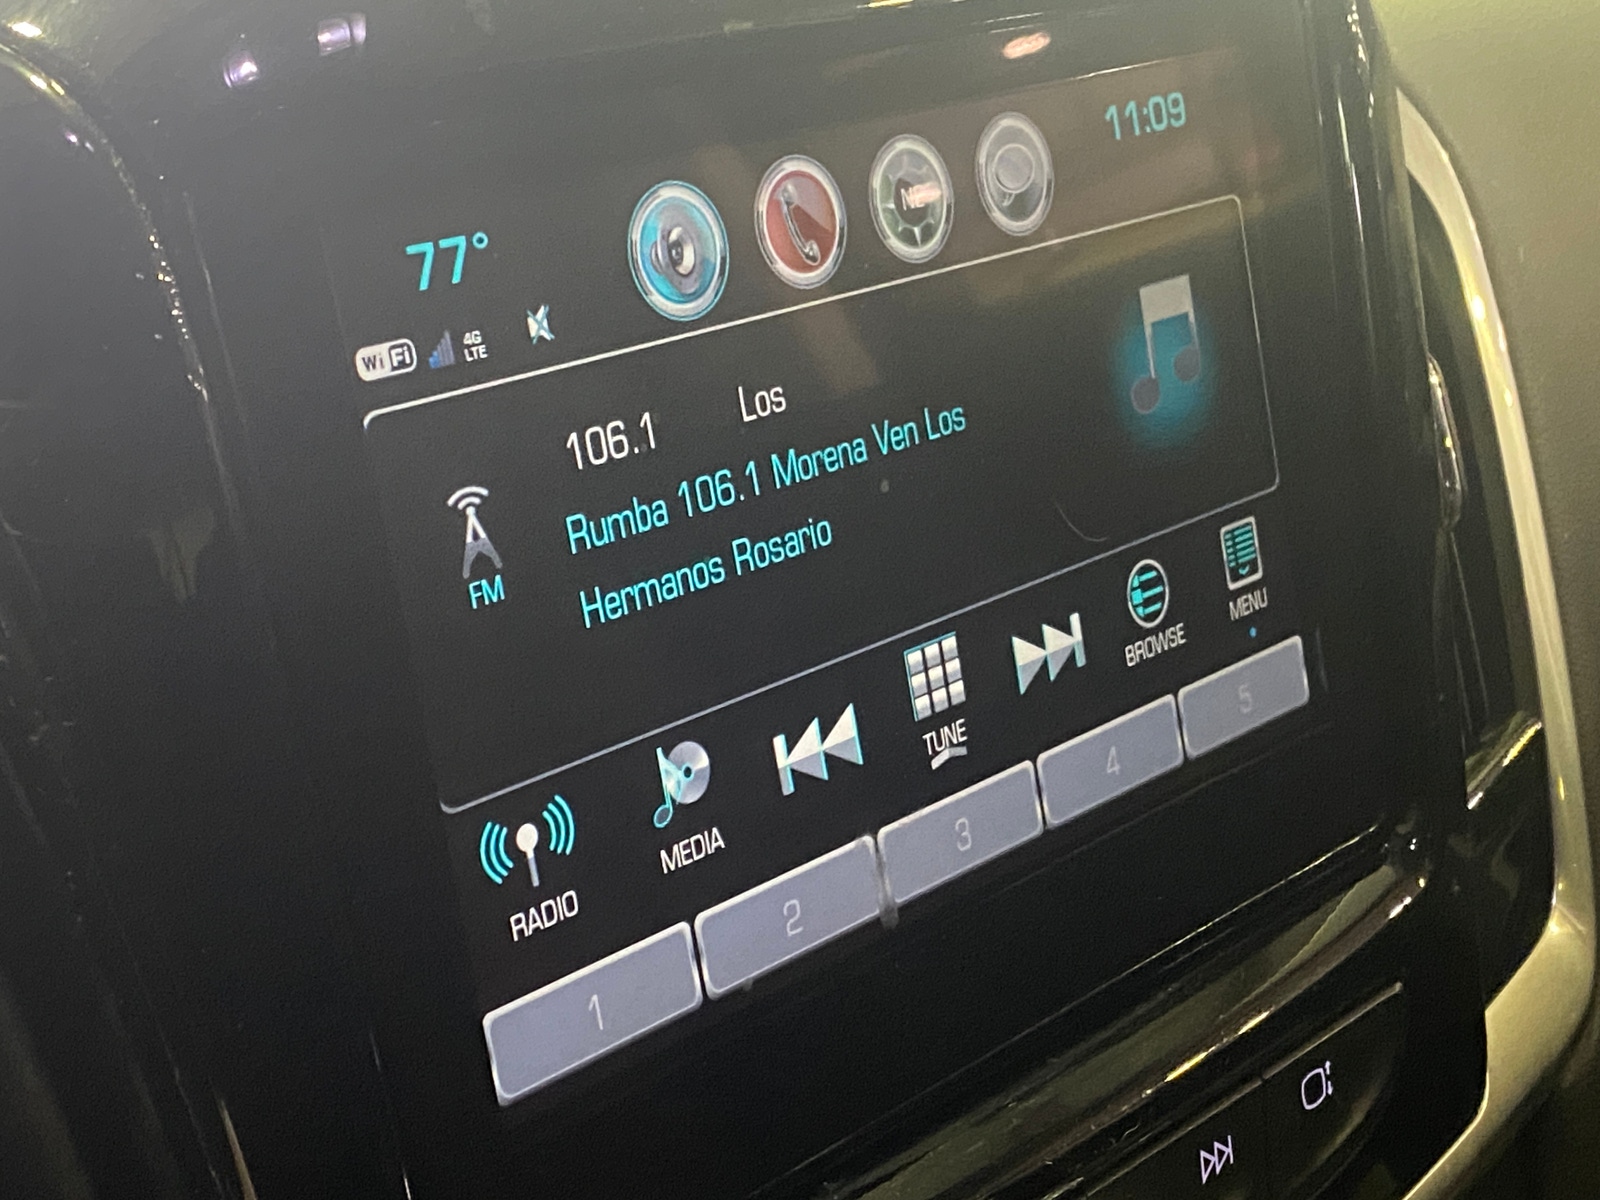 11:09
77°
WiFi
4G
LTE
106.1 Los
Rumba 106.1 Morena Ven Los
Hermanos Rosario
FM
RADIO
MEDIA
TUNE
BROWSE
MENU
1
2
3
4
5